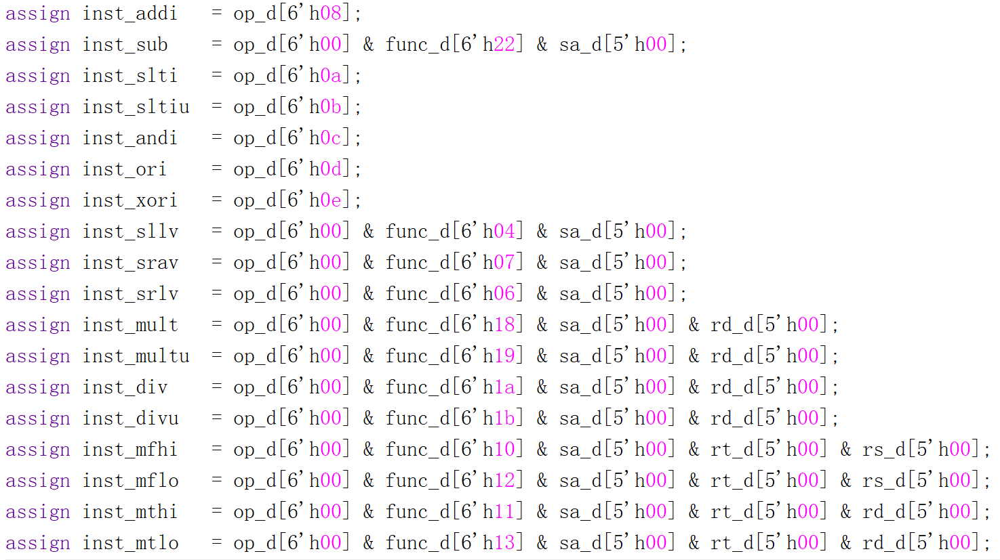 assign inst_addi   = op_d[6'h08];
assign inst_sub    = op_d[6'h00] & func_d[6'h22] & sa_d[5'h00];
assign inst_slti   = op_d[6'h0a];
assign inst_sltiu  = op_d[6'h0b];
assign inst_andi   = op_d[6'h0c];
assign inst_ori    = op_d[6'h0d];
assign inst_xori   = op_d[6'h0e];
assign inst_sllv   = op_d[6'h00] & func_d[6'h04] & sa_d[5'h00];
assign inst_srav   = op_d[6'h00] & func_d[6'h07] & sa_d[5'h00];
assign inst_srlv   = op_d[6'h00] & func_d[6'h06] & sa_d[5'h00];
assign inst_mult   = op_d[6'h00] & func_d[6'h18] & sa_d[5'h00] & rd_d[5'h00];
assign inst_multu  = op_d[6'h00] & func_d[6'h19] & sa_d[5'h00] & rd_d[5'h00];
assign inst_div    = op_d[6'h00] & func_d[6'h1a] & sa_d[5'h00] & rd_d[5'h00];
assign inst_divu   = op_d[6'h00] & func_d[6'h1b] & sa_d[5'h00] & rd_d[5'h00];
assign inst_mfhi   = op_d[6'h00] & func_d[6'h10] & sa_d[5'h00] & rt_d[5'h00] & rs_d[5'h00];
assign inst_mflo   = op_d[6'h00] & func_d[6'h12] & sa_d[5'h00] & rt_d[5'h00] & rs_d[5'h00];
assign inst_mthi   = op_d[6'h00] & func_d[6'h11] & sa_d[5'h00] & rt_d[5'h00] & rd_d[5'h00];
assign inst_mtlo   = op_d[6'h00] & func_d[6'h13] & sa_d[5'h00] & rt_d[5'h00] & rd_d[5'h00];